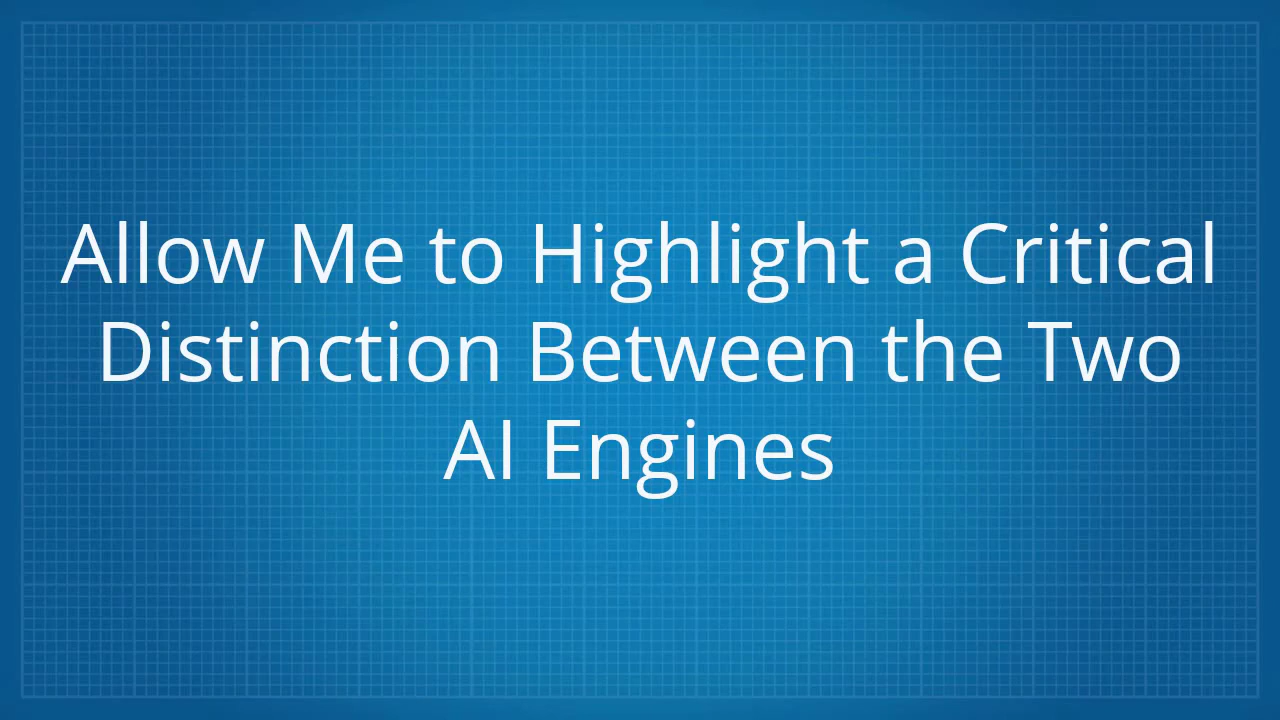 Allow Me to Highlight a Critical
Distinction Between the Two
AI Engines